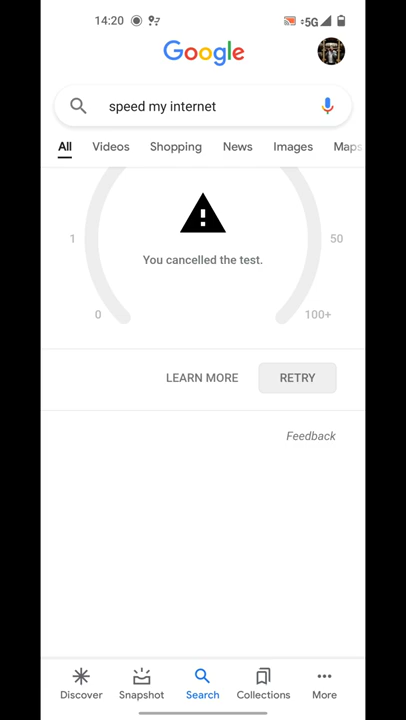 14:20 5G
Google
speed my internet
All Videos Shopping News Images Maps
1 50
You cancelled the test.
0 100+
LEARN MORE RETRY
Feedback
Discover Snapshot Search Collections More